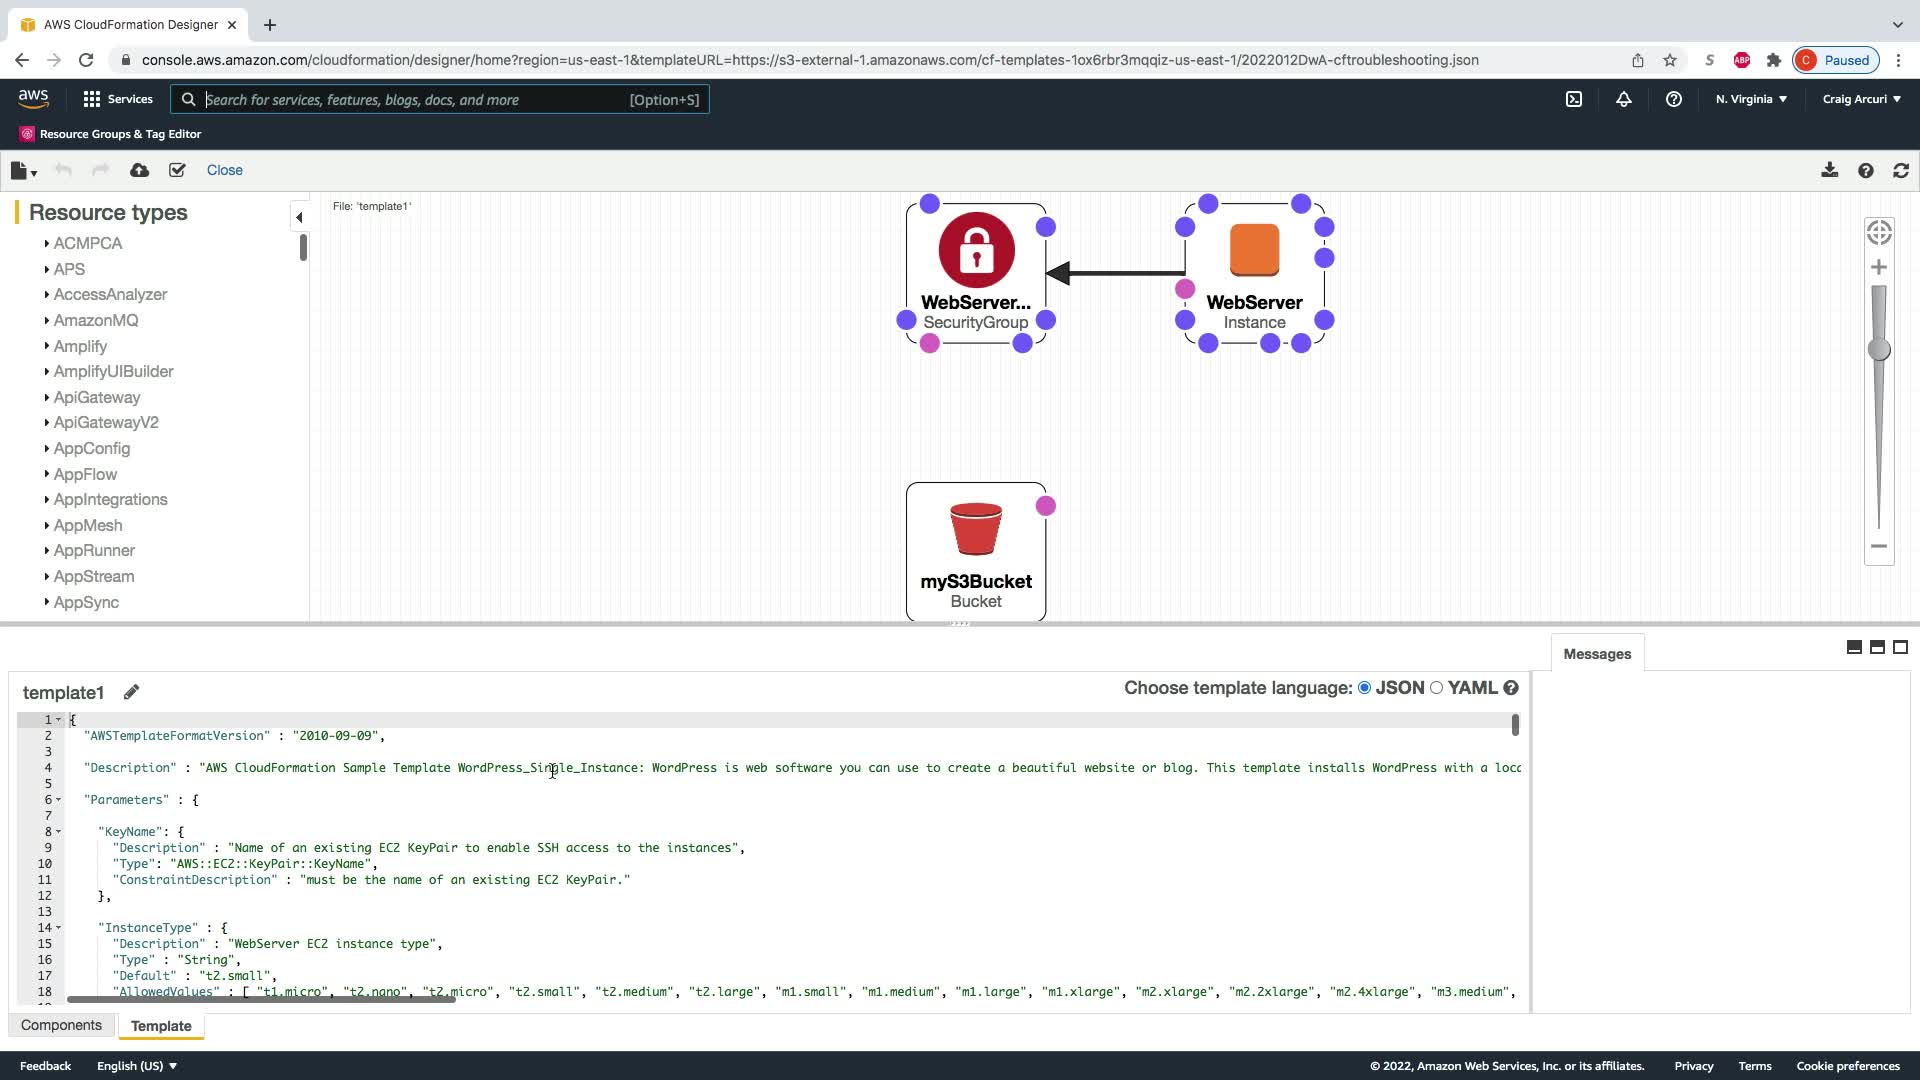 AWS CloudFormation Designer
console.aws.amazon.com/cloudformation/designer/home?region=us-east-1&templateURL=https://s3-external-1.amazonaws.com/cf-templates-1ox6rbr3mqqiz-us-east-1/2022012DwA-cftroubleshooting.json
S
ABP
C Paused
aws
Services
Search for services, features, blogs, docs, and more
[Option+S]
N. Virginia
Craig Arcuri
Resource Groups & Tag Editor
Close
Resource types
File: 'template1'
ACMPCA
APS
AccessAnalyzer
AmazonMQ
Amplify
AmplifyUIBuilder
ApiGateway
ApiGatewayV2
AppConfig
AppFlow
AppIntegrations
AppMesh
AppRunner
AppStream
AppSync
WebServer...
SecurityGroup
WebServer
Instance
myS3Bucket
Bucket
Messages
template1
Choose template language: JSON YAML
1 {
2 "AWSTemplateFormatVersion" : "2010-09-09",
3
4 "Description" : "AWS CloudFormation Sample Template WordPress_Single_Instance: WordPress is web software you can use to create a beautiful website or blog. This template installs WordPress with a loca
5
6 "Parameters" : {
7
8 "KeyName": {
9 "Description" : "Name of an existing EC2 KeyPair to enable SSH access to the instances",
10 "Type": "AWS::EC2::KeyPair::KeyName",
11 "ConstraintDescription" : "must be the name of an existing EC2 KeyPair."
12 },
13
14 "InstanceType" : {
15 "Description" : "WebServer EC2 instance type",
16 "Type" : "String",
17 "Default" : "t2.small",
18 "AllowedValues" : [ "t1.micro", "t2.nano", "t2.micro", "t2.small", "t2.medium", "t2.large", "m1.small", "m1.medium", "m1.large", "m1.xlarge", "m2.xlarge", "m2.2xlarge", "m2.4xlarge", "m3.medium",
Components
Template
Feedback
English (US)
© 2022, Amazon Web Services, Inc. or its affiliates.
Privacy
Terms
Cookie preferences